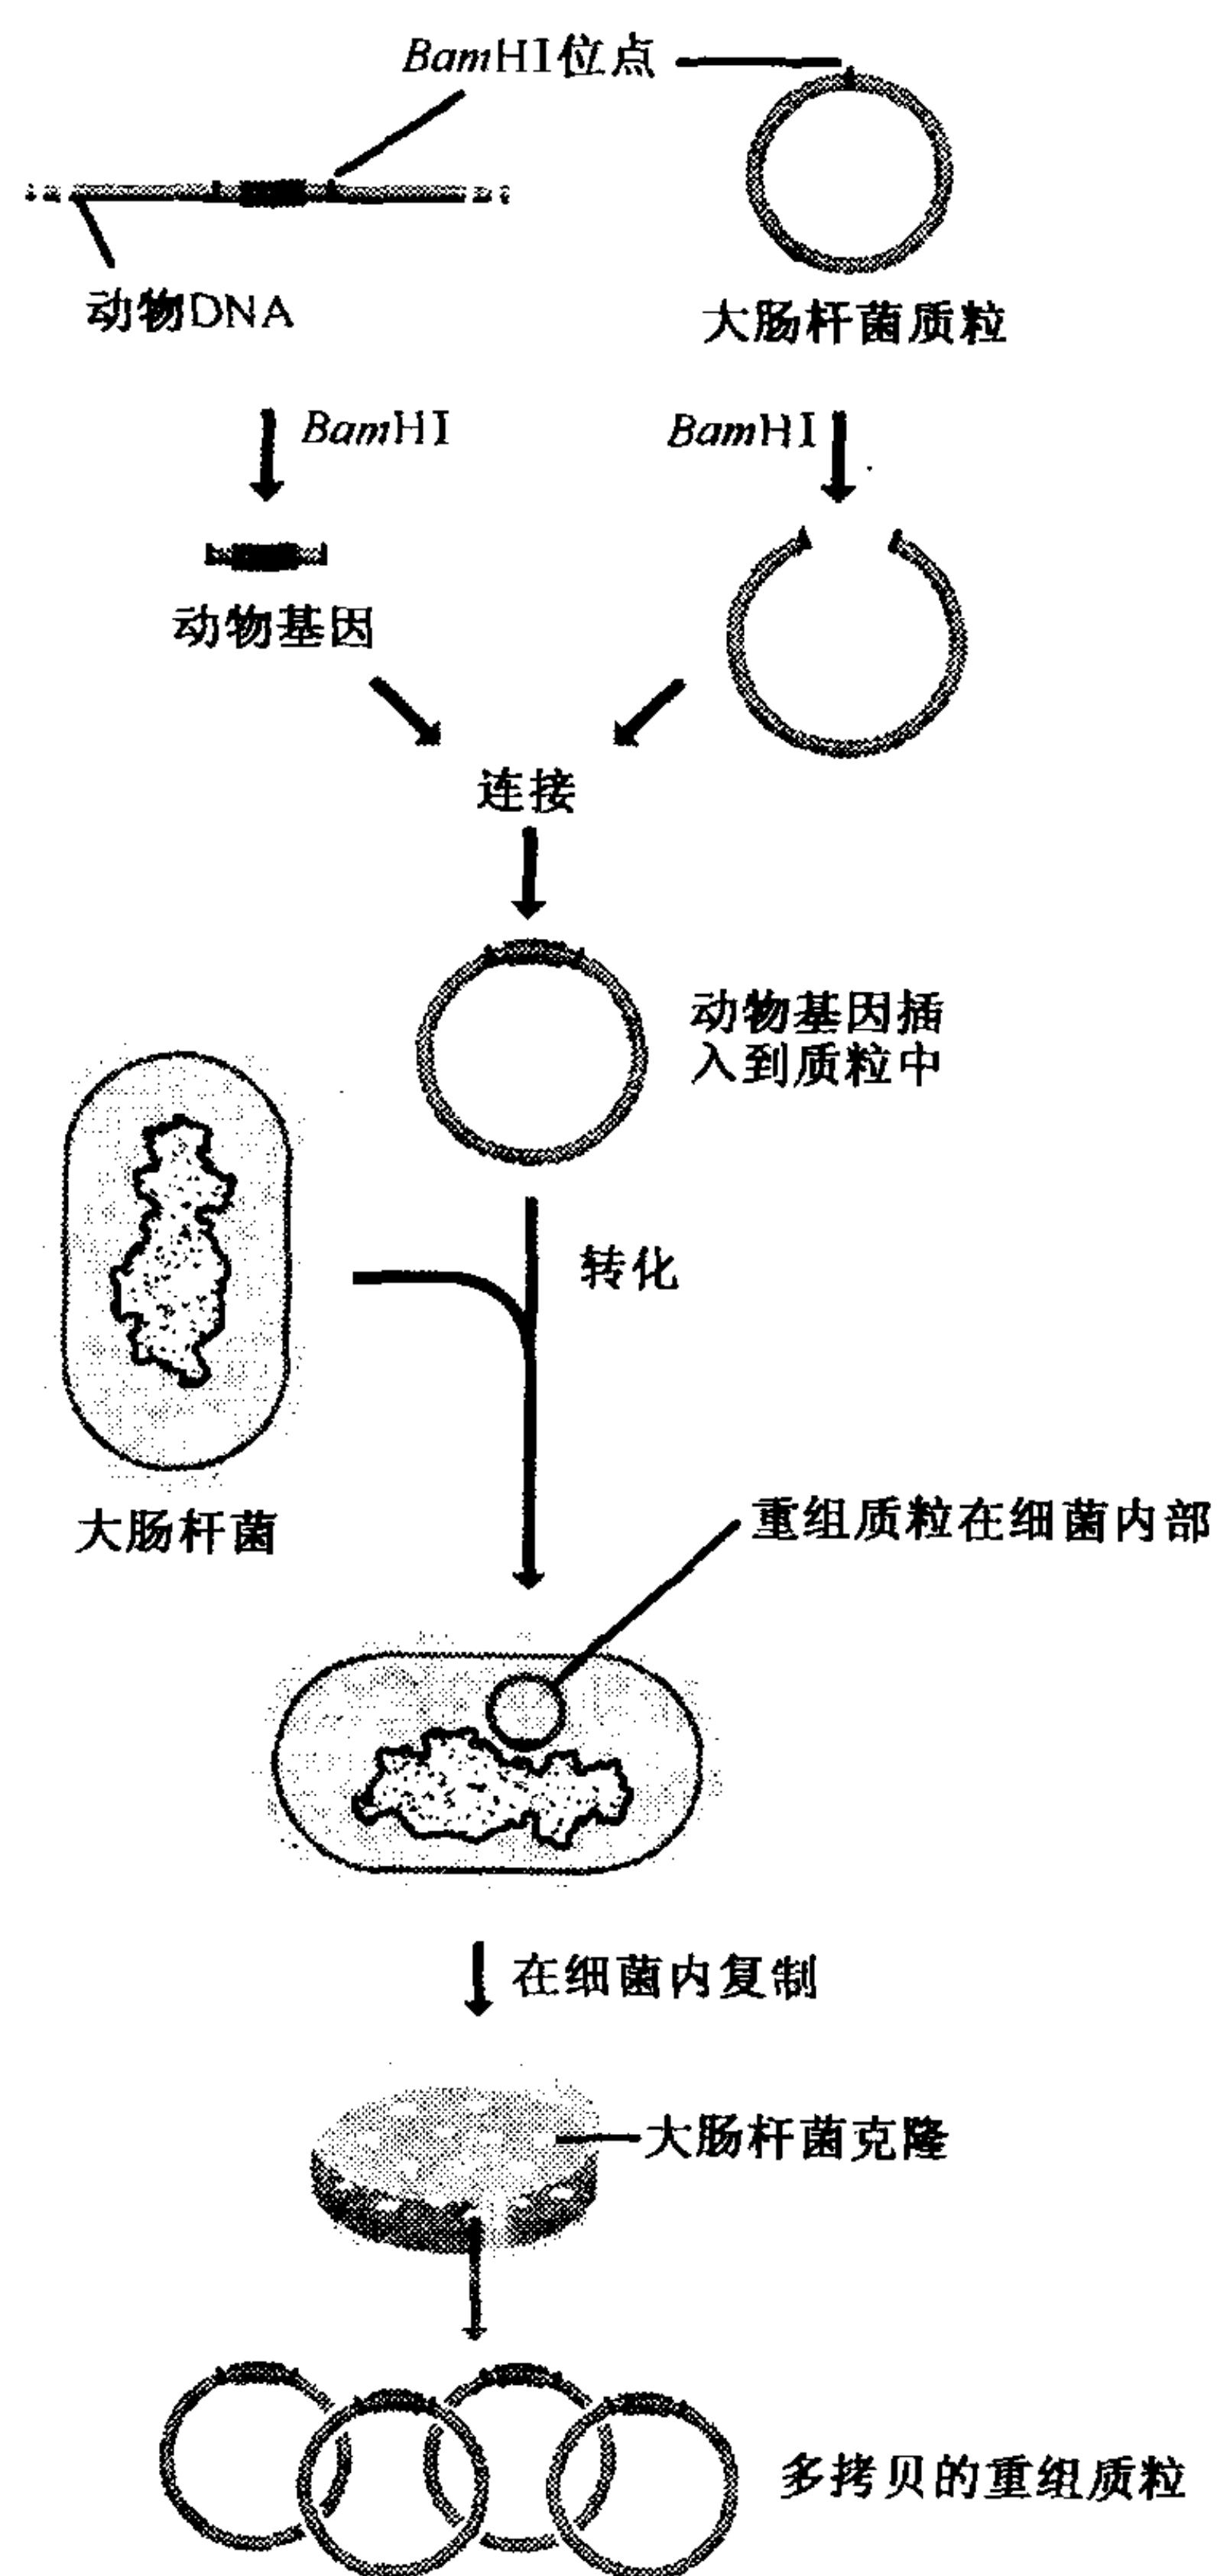 BamHI位点
动物DNA
大肠杆菌质粒
BamHI
BamHI
动物基因
连接
动物基因插
入到质粒中
转化
大肠杆菌
重组质粒在细菌内部
在细菌内复制
大肠杆菌克隆
多拷贝的重组质粒